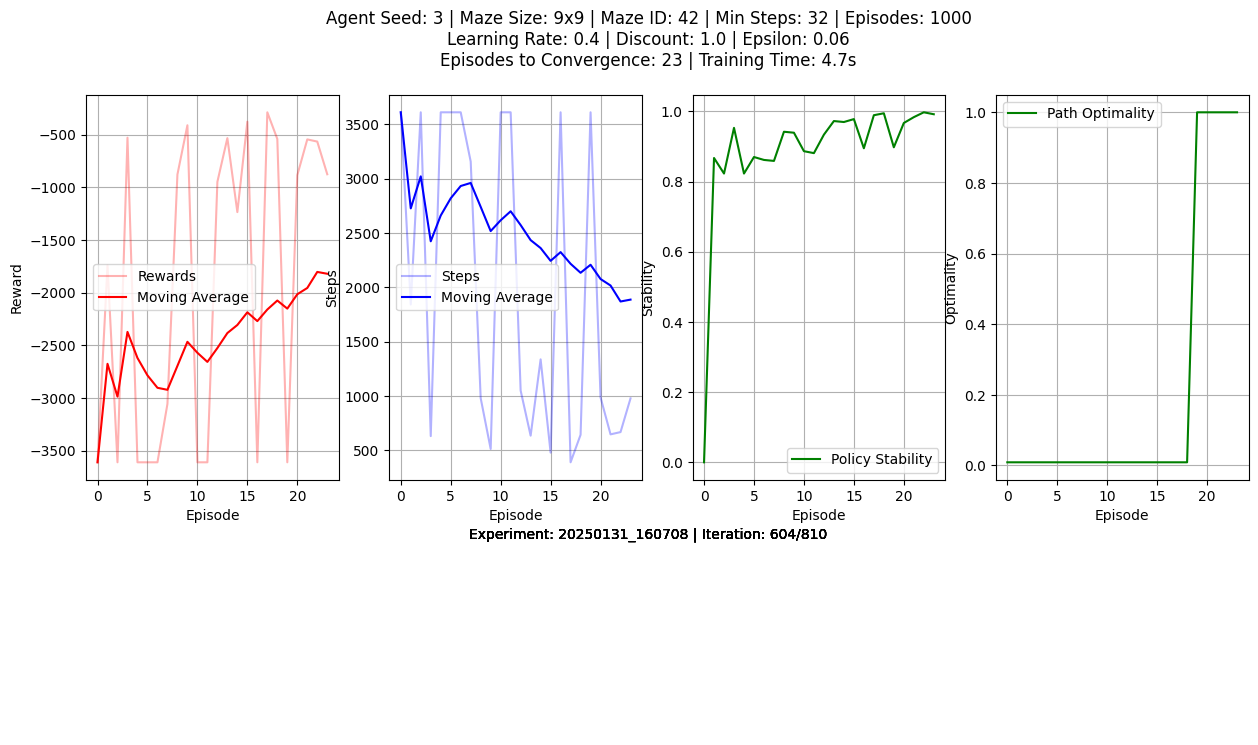 Agent Seed: 3 | Maze Size: 9x9 | Maze ID: 42 | Min Steps: 32 | Episodes: 1000
Learning Rate: 0.4 | Discount: 1.0 | Epsilon: 0.06
Episodes to Convergence: 23 | Training Time: 4.7s
Reward
−500
−1000
−1500
−2000
−2500
−3000
−3500
Rewards
Moving Average
0 5 10 15 20
Episode
Steps
3500
3000
2500
2000
1500
1000
500
Steps
Moving Average
0 5 10 15 20
Episode
Stability
1.0
0.8
0.6
0.4
0.2
0.0
Policy Stability
0 5 10 15 20
Episode
Optimality
1.0
0.8
0.6
0.4
0.2
0.0
Path Optimality
0 5 10 15 20
Episode
Experiment: 20250131_160708 | Iteration: 604/810